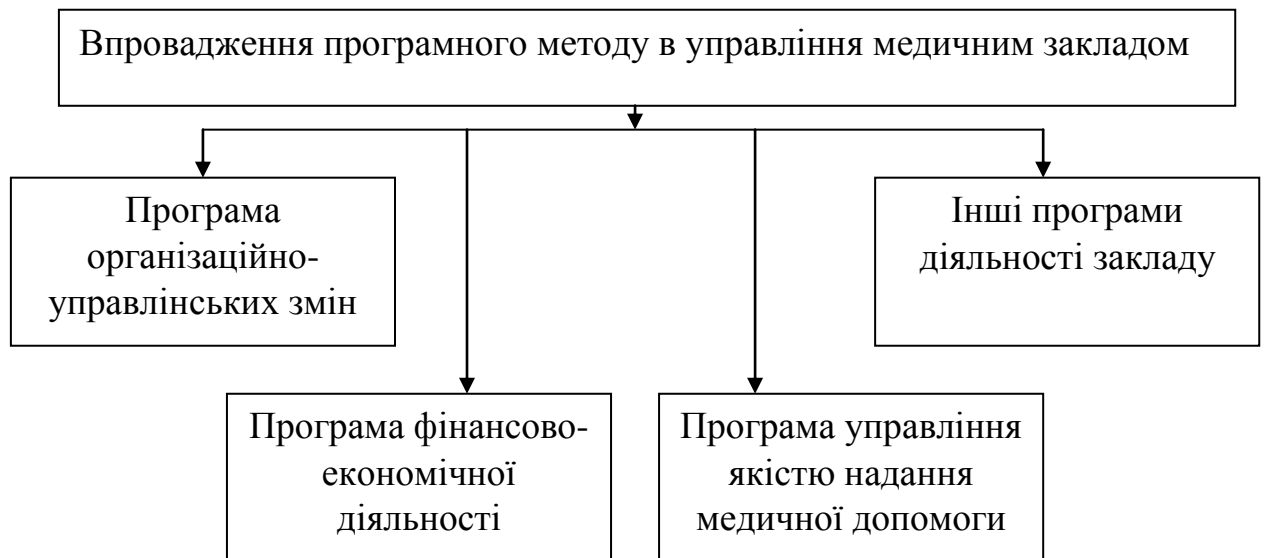 Впровадження програмного методу в управління медичним закладом
Програма
організаційно-
управлінських змін
Інші програми
діяльності закладу
Програма фінансово-
економічної
діяльності
Програма управління
якістю надання
медичної допомоги